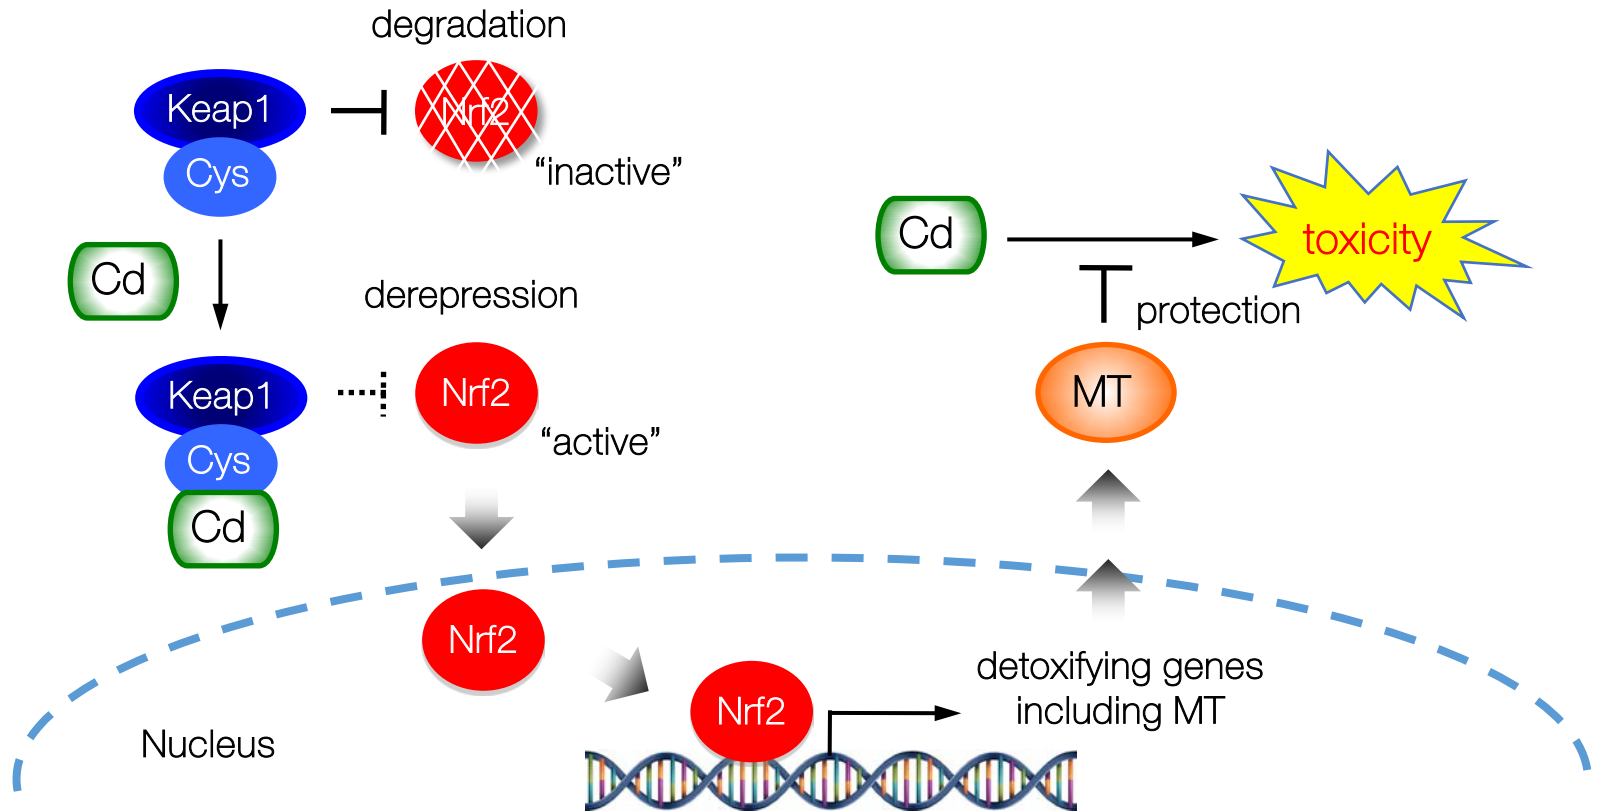 degradation
Keap1
Nrf2
Cys
“inactive”
Cd
toxicity
Cd
derepression
protection
Keap1
Nrf2
MT
“active”
Cys
Cd
Nrf2
detoxifying genes
including MT
Nrf2
Nucleus